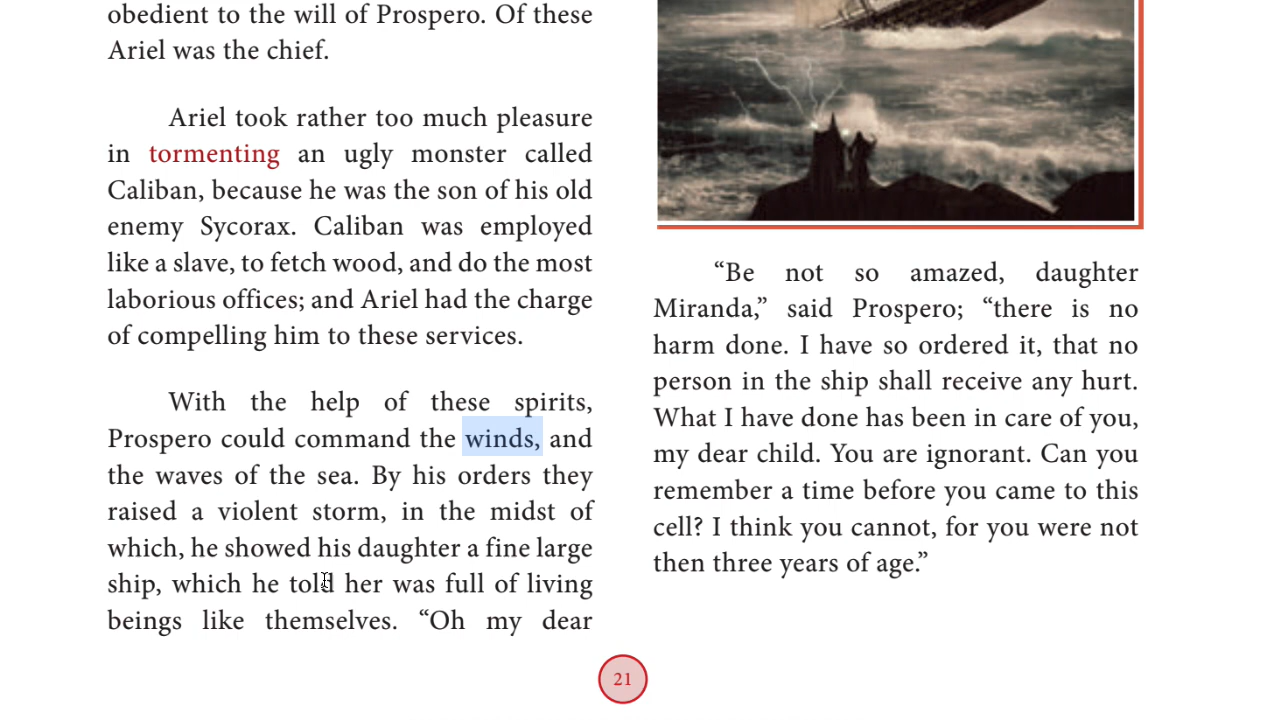 obedient to the will of Prospero. Of these
Ariel was the chief.
Ariel took rather too much pleasure
in tormenting an ugly monster called
Caliban, because he was the son of his old
enemy Sycorax. Caliban was employed
like a slave, to fetch wood, and do the most
laborious offices; and Ariel had the charge
of compelling him to these services.
With the help of these spirits,
Prospero could command the winds, and
the waves of the sea. By his orders they
raised a violent storm, in the midst of
which, he showed his daughter a fine large
ship, which he told her was full of living
beings like themselves. “Oh my dear
“Be not so amazed, daughter
Miranda,” said Prospero; “there is no
harm done. I have so ordered it, that no
person in the ship shall receive any hurt.
What I have done has been in care of you,
my dear child. You are ignorant. Can you
remember a time before you came to this
cell? I think you cannot, for you were not
then three years of age.”
21